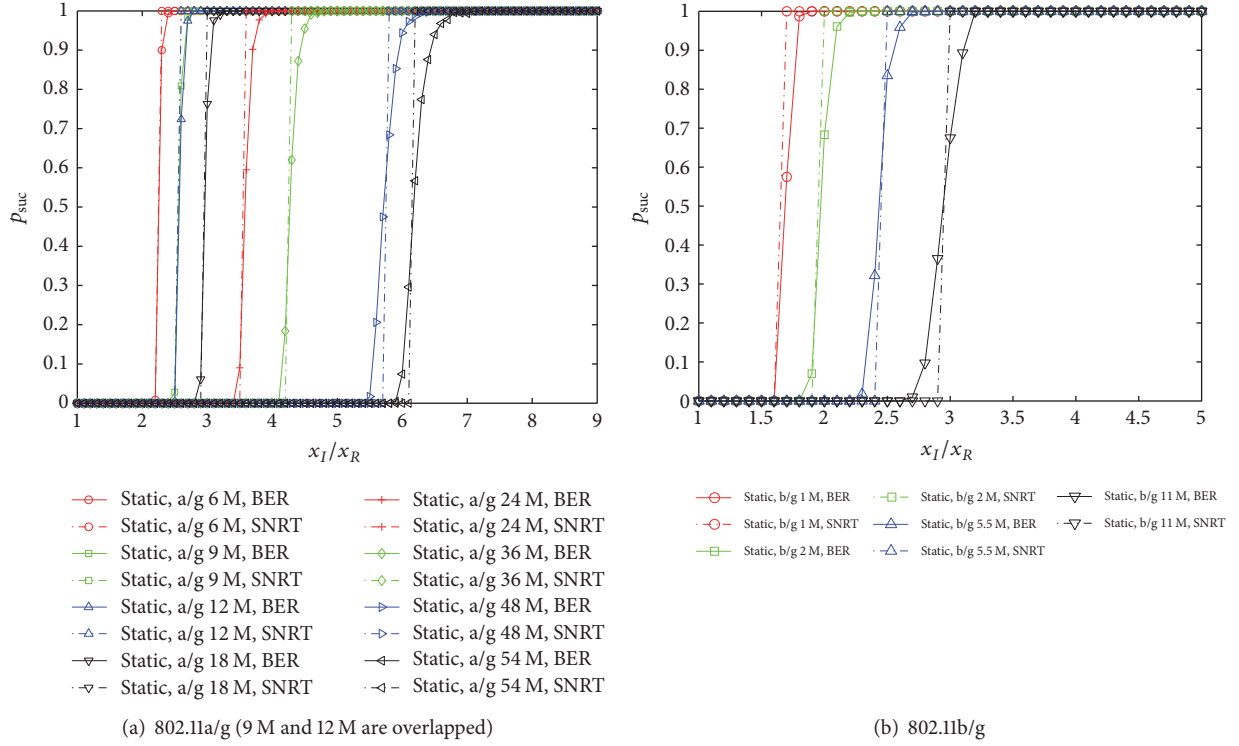 1
0.9
0.8
0.7
0.6
0.5
0.4
0.3
0.2
0.1
0
p_suc
1 2 3 4 5 6 7 8 9
x_I/x_R
Static, a/g 6 M, BER
Static, a/g 6 M, SNRT
Static, a/g 9 M, BER
Static, a/g 9 M, SNRT
Static, a/g 12 M, BER
Static, a/g 12 M, SNRT
Static, a/g 18 M, BER
Static, a/g 18 M, SNRT
Static, a/g 24 M, BER
Static, a/g 24 M, SNRT
Static, a/g 36 M, BER
Static, a/g 36 M, SNRT
Static, a/g 48 M, BER
Static, a/g 48 M, SNRT
Static, a/g 54 M, BER
Static, a/g 54 M, SNRT
(a) 802.11a/g (9 M and 12 M are overlapped)
1
0.9
0.8
0.7
0.6
0.5
0.4
0.3
0.2
0.1
0
p_suc
1 1.5 2 2.5 3 3.5 4 4.5 5
x_I/x_R
Static, b/g 1 M, BER
Static, b/g 1 M, SNRT
Static, b/g 2 M, BER
Static, b/g 2 M, SNRT
Static, b/g 5.5 M, BER
Static, b/g 5.5 M, SNRT
Static, b/g 11 M, BER
Static, b/g 11 M, SNRT
(b) 802.11b/g